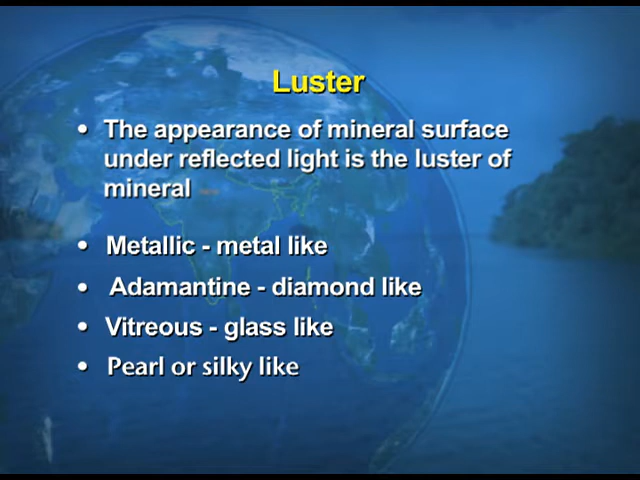 Luster
• The appearance of mineral surface
under reflected light is the luster of
mineral
• Metallic - metal like
• Adamantine - diamond like
• Vitreous - glass like
• Pearl or silky like